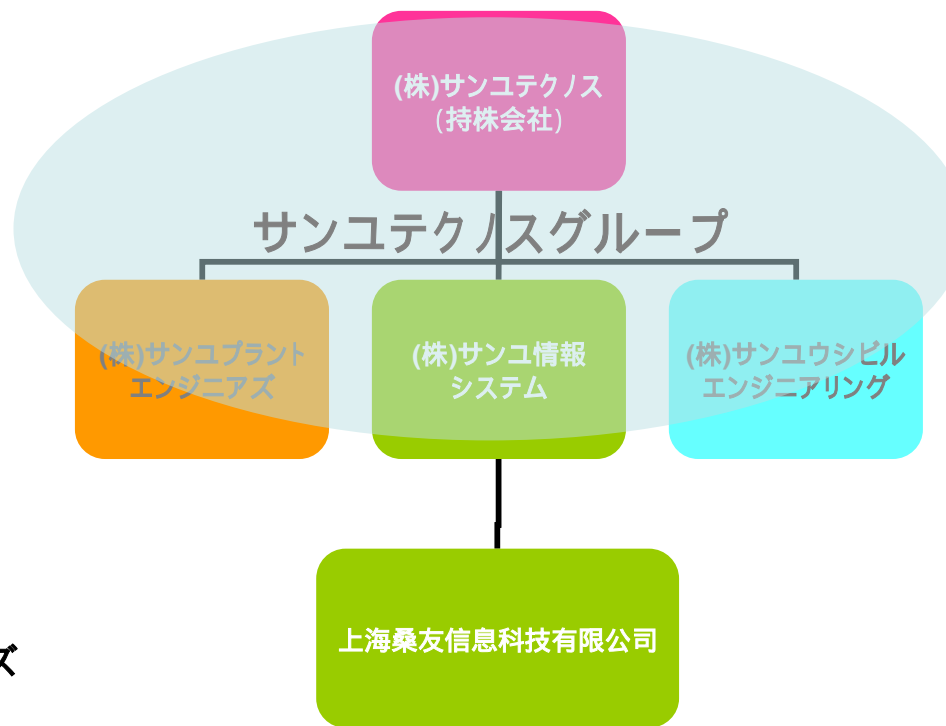 (株)サンユテクノス
(持株会社)
サンユテクノスグループ
(株)サンユプラント
エンジニアズ
(株)サンユ情報
システム
(株)サンユウシビル
エンジニアリング
上海桑友信息科技有限公司
ズ